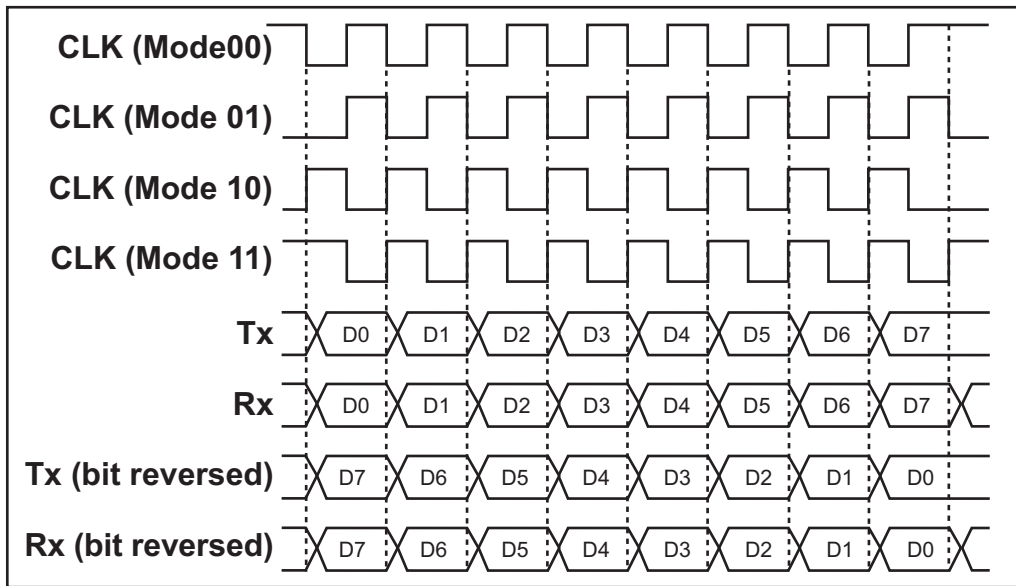 CLK (Mode00)
CLK (Mode 01)
CLK (Mode 10)
CLK (Mode 11)
Tx D0 D1 D2 D3 D4 D5 D6 D7
Rx D0 D1 D2 D3 D4 D5 D6 D7
Tx (bit reversed) D7 D6 D5 D4 D3 D2 D1 D0
Rx (bit reversed) D7 D6 D5 D4 D3 D2 D1 D0